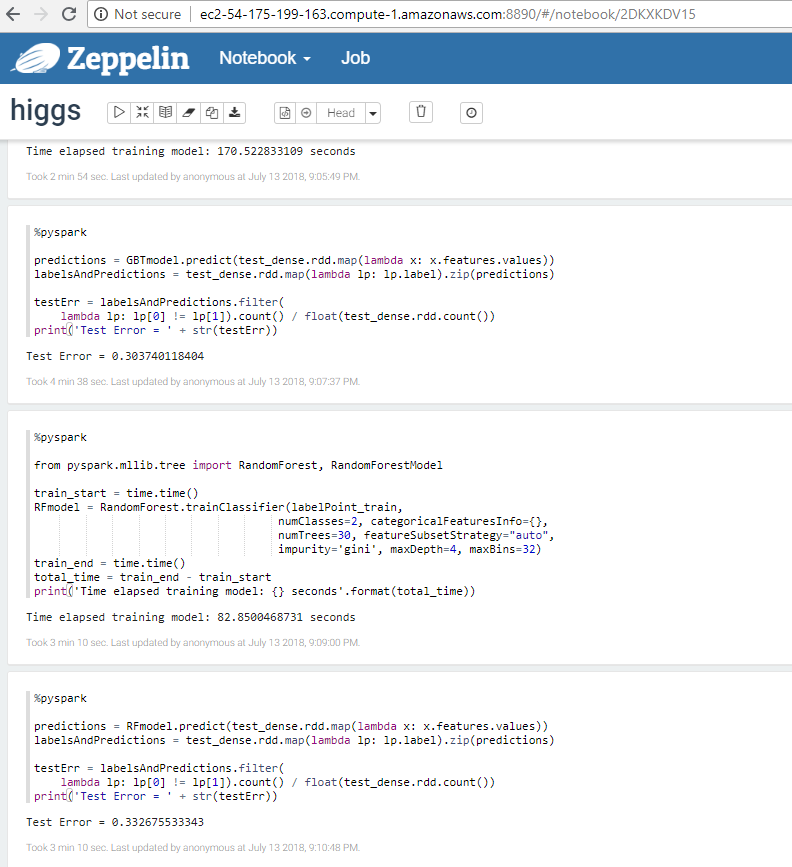 Not secure | ec2-54-175-199-163.compute-1.amazonaws.com:8890/#/notebook/2DKXKDV15
Zeppelin Notebook Job
higgs Head
Time elapsed training model: 170.522833109 seconds
Took 2 min 54 sec. Last updated by anonymous at July 13 2018, 9:05:49 PM.
%pyspark
predictions = GBTmodel.predict(test_dense.rdd.map(lambda x: x.features.values))
labelsAndPredictions = test_dense.rdd.map(lambda lp: lp.label).zip(predictions)
testErr = labelsAndPredictions.filter(
    lambda lp: lp[0] != lp[1]).count() / float(test_dense.rdd.count())
print('Test Error = ' + str(testErr))
Test Error = 0.303740118404
Took 4 min 38 sec. Last updated by anonymous at July 13 2018, 9:07:37 PM.
%pyspark
from pyspark.mllib.tree import RandomForest, RandomForestModel
train_start = time.time()
RFmodel = RandomForest.trainClassifier(labelPoint_train,
                                    numClasses=2, categoricalFeaturesInfo={},
                                    numTrees=30, featureSubsetStrategy="auto",
                                    impurity='gini', maxDepth=4, maxBins=32)
train_end = time.time()
total_time = train_end - train_start
print('Time elapsed training model: {} seconds'.format(total_time))
Time elapsed training model: 82.8500468731 seconds
Took 3 min 10 sec. Last updated by anonymous at July 13 2018, 9:09:00 PM.
%pyspark
predictions = RFmodel.predict(test_dense.rdd.map(lambda x: x.features.values))
labelsAndPredictions = test_dense.rdd.map(lambda lp: lp.label).zip(predictions)
testErr = labelsAndPredictions.filter(
    lambda lp: lp[0] != lp[1]).count() / float(test_dense.rdd.count())
print('Test Error = ' + str(testErr))
Test Error = 0.332675533343
Took 3 min 10 sec. Last updated by anonymous at July 13 2018, 9:10:48 PM.